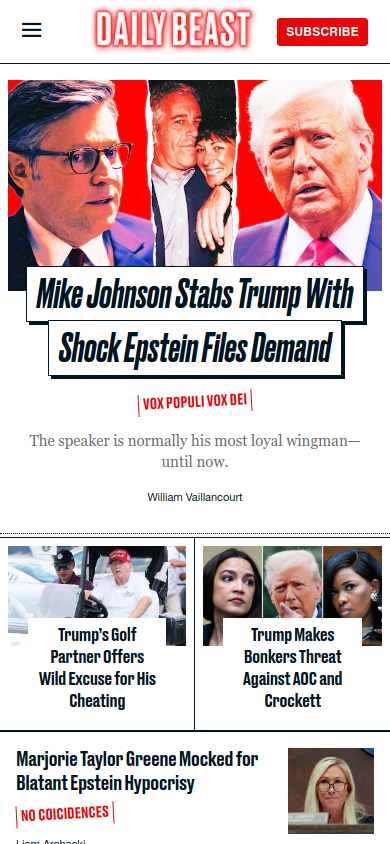 DAILY BEAST
SUBSCRIBE
Mike Johnson Stabs Trump With
Shock Epstein Files Demand
VOX POPULI VOX DEI
The speaker is normally his most loyal wingman—
until now.
William Vaillancourt
Trump's Golf
Partner Offers
Wild Excuse for His
Cheating
Trump Makes
Bonkers Threat
Against AOC and
Crockett
Marjorie Taylor Greene Mocked for
Blatant Epstein Hypocrisy
NO COICIDENCES